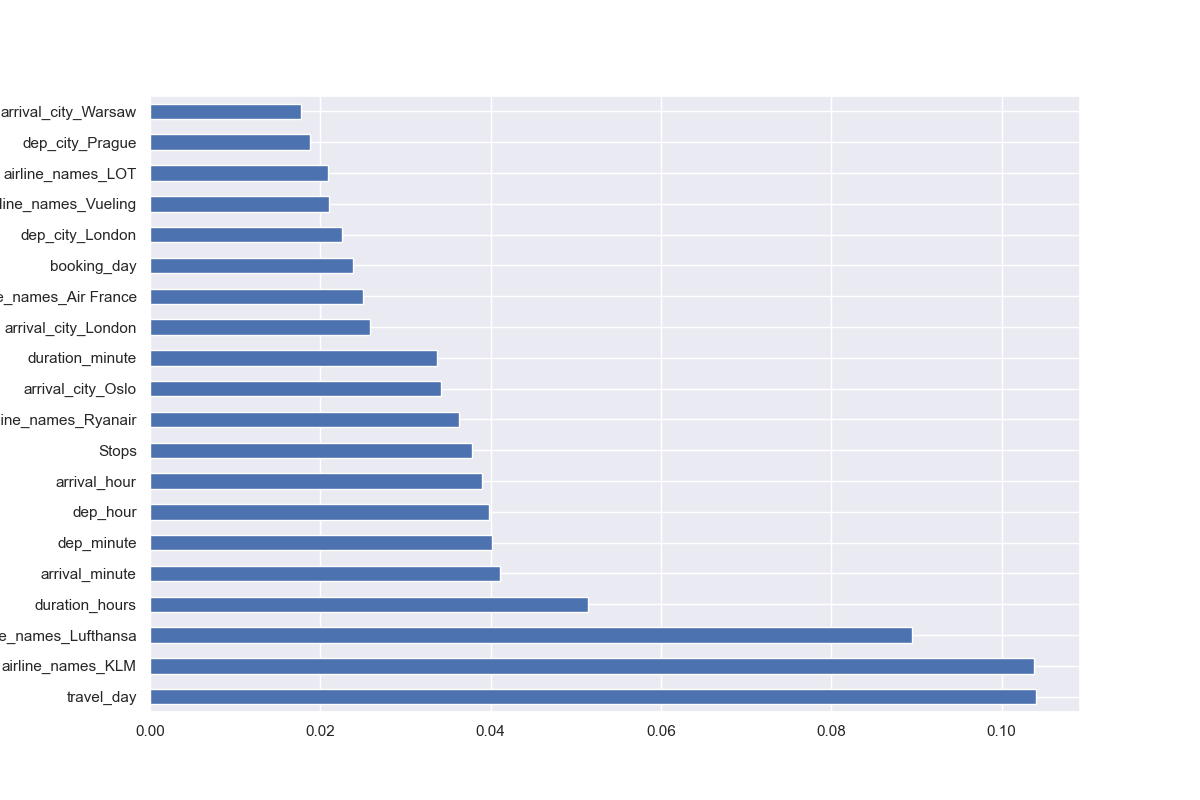 arrival_city_Warsaw
dep_city_Prague
airline_names_LOT
line_names_Vueling
dep_city_London
booking_day
e_names_Air France
arrival_city_London
duration_minute
arrival_city_Oslo
ine_names_Ryanair
Stops
arrival_hour
dep_hour
dep_minute
arrival_minute
duration_hours
e_names_Lufthansa
airline_names_KLM
travel_day
0.00 0.02 0.04 0.06 0.08 0.10